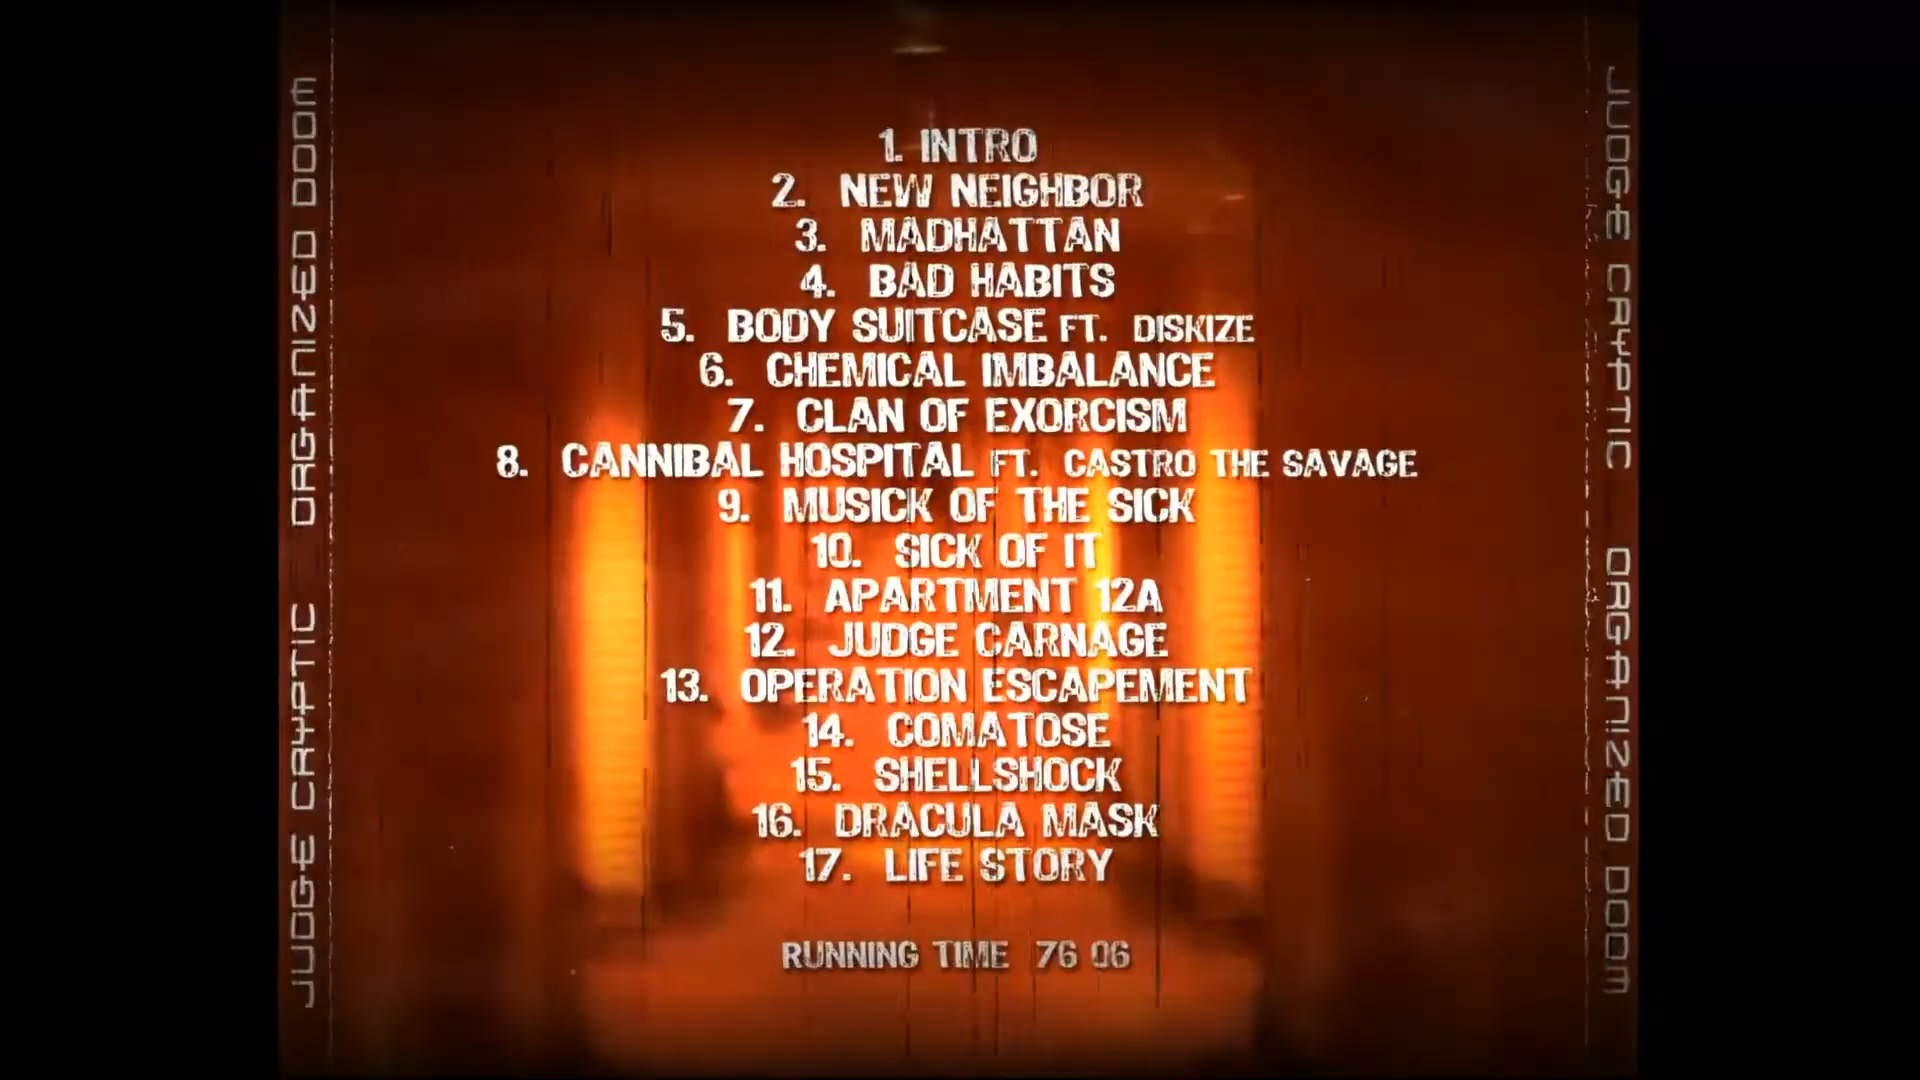 JUDGE CRYPTIC ORGANIZED DOOM
1. INTRO
2. NEW NEIGHBOR
3. MADHATTAN
4. BAD HABITS
5. BODY SUITCASE FT. DISKIZE
6. CHEMICAL IMBALANCE
7. CLAN OF EXORCISM
8. CANNIBAL HOSPITAL FT. CASTRO THE SAVAGE
9. MUSICK OF THE SICK
10. SICK OF IT
11. APARTMENT 12A
12. JUDGE CARNAGE
13. OPERATION ESCAPEMENT
14. COMATOSE
15. SHELLSHOCK
16. DRACULA MASK
17. LIFE STORY
RUNNING TIME 76 06
JUDGE CRYPTIC ORGANIZED DOOM